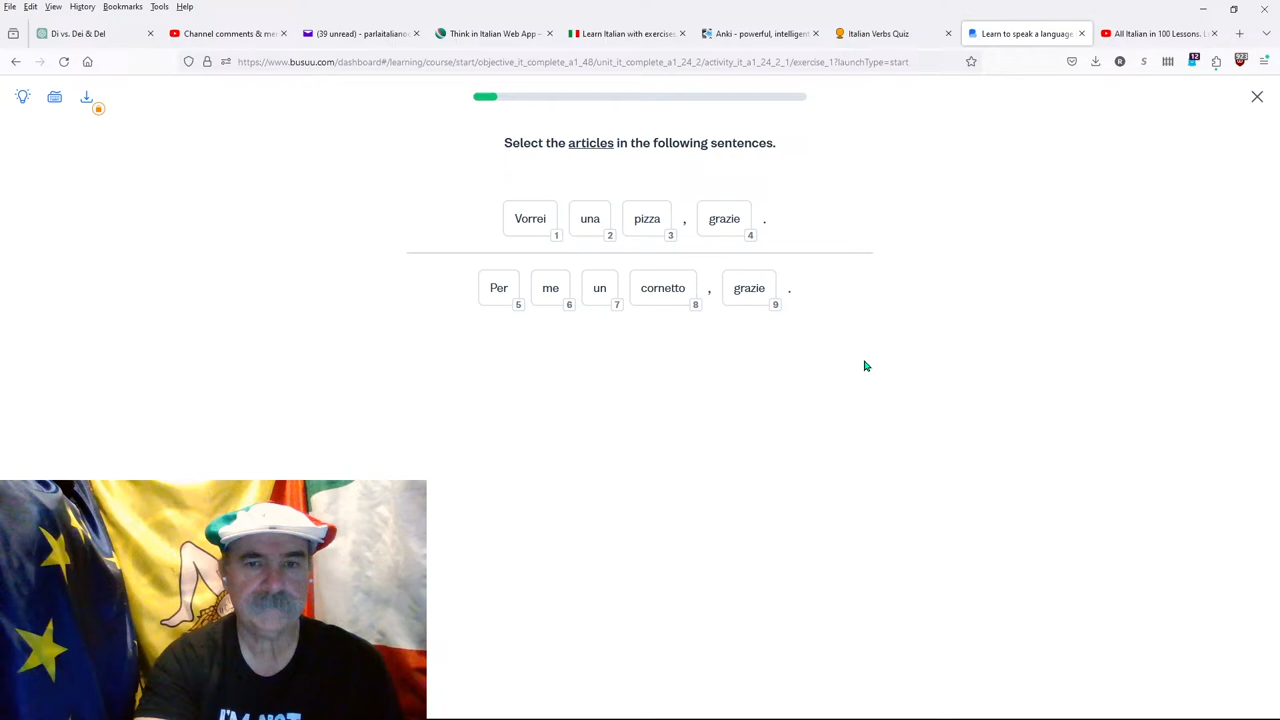 File Edit View History Bookmarks Tools Help
Di vs. Dei & Del
Channel comments & me
(39 unread) - parlaitaliano
Think in Italian Web App –
Learn Italian with exercises,
Anki - powerful, intelligent
Italian Verbs Quiz
Learn to speak a language
All Italian in 100 Lessons. L
https://www.busuu.com/dashboard#/learning/course/start/objective_it_complete_a1_48/unit_it_complete_a1_24_2/activity_it_a1_24_2_1/exercise_1?launchType=start
12
Select the articles in the following sentences.
Vorrei 1 una 2 pizza 3 , grazie 4 .
Per 5 me 6 un 7 cornetto 8 , grazie 9 .
I'M NOT